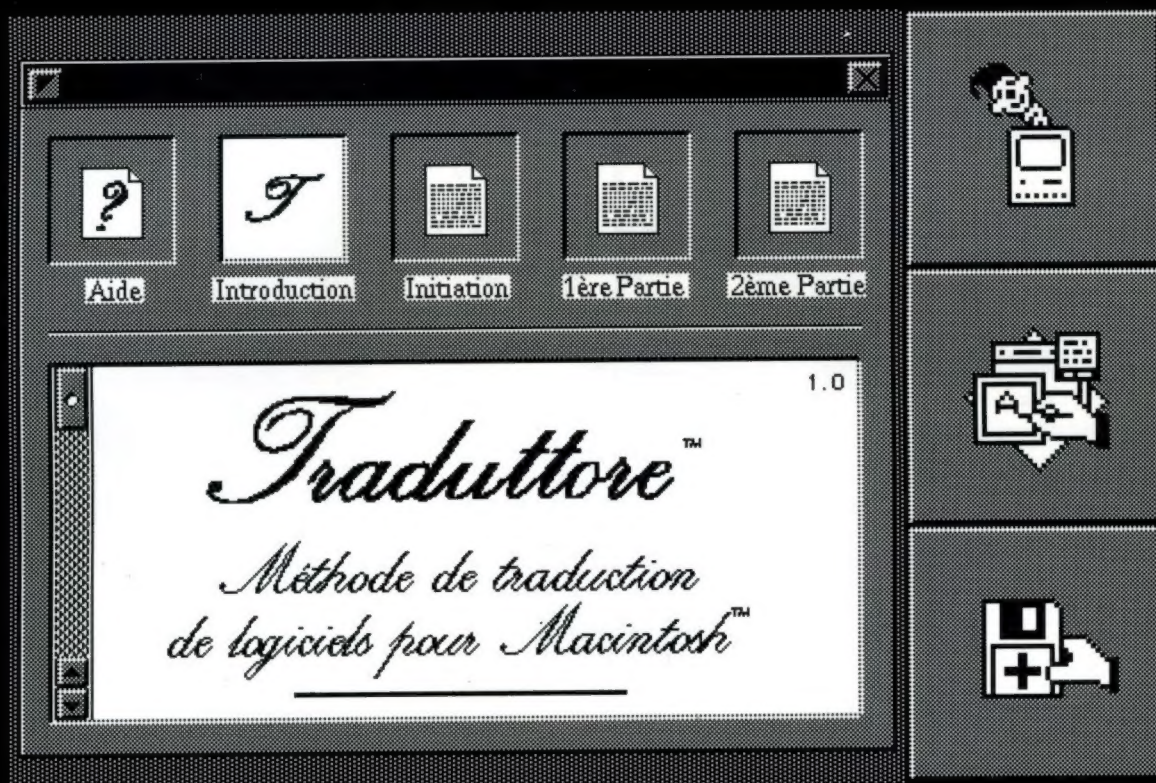 Aide
Introduction
Initiation
1ère Partie
2ème Partie
1.0
Traduttore™
Méthode de traduction
de logiciels pour Macintosh™